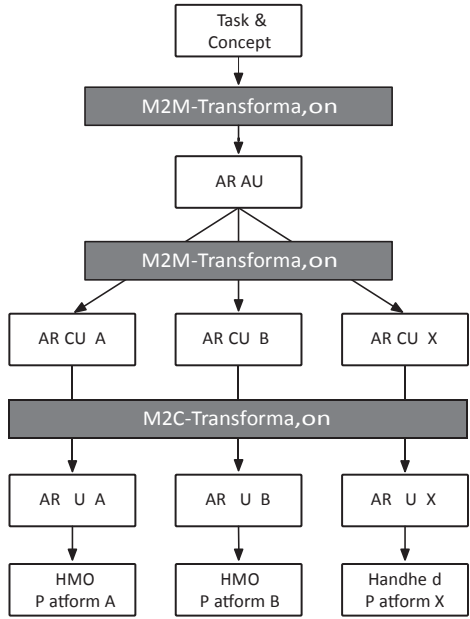 Task &
Concept
M2M-Transforma,on
AR AU
M2M-Transforma,on
AR CU A
AR CU B
AR CU X
M2C-Transforma,on
AR U A
AR U B
AR U X
HMO
P atform A
HMO
P atform B
Handhe d
P atform X